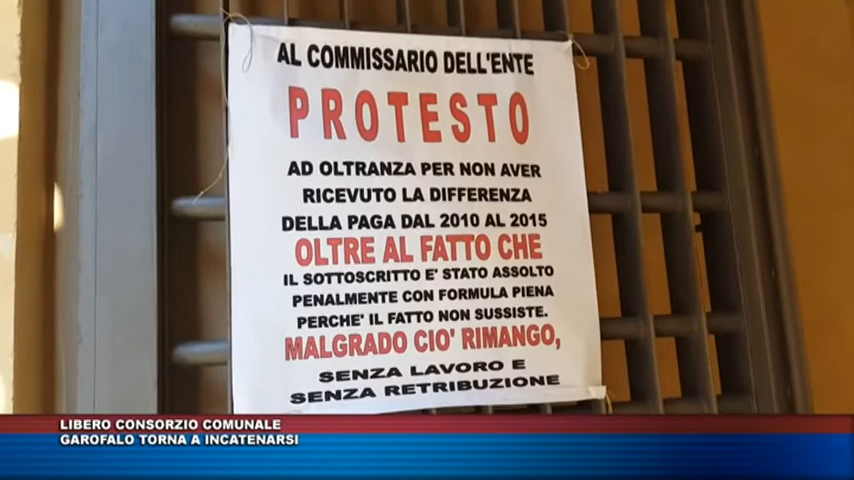 AL COMMISSARIO DELL'ENTE
PROTESTO
AD OLTRANZA PER NON AVER
RICEVUTO LA DIFFERENZA
DELLA PAGA DAL 2010 AL 2015
OLTRE AL FATTO CHE
IL SOTTOSCRITTO E' STATO ASSOLTO
PENALMENTE CON FORMULA PIENA
PERCHE' IL FATTO NON SUSSISTE.
MALGRADO CIO' RIMANGO,
SENZA LAVORO E
SENZA RETRIBUZIONE
LIBERO CONSORZIO COMUNALE
GAROFALO TORNA A INCATENARSI